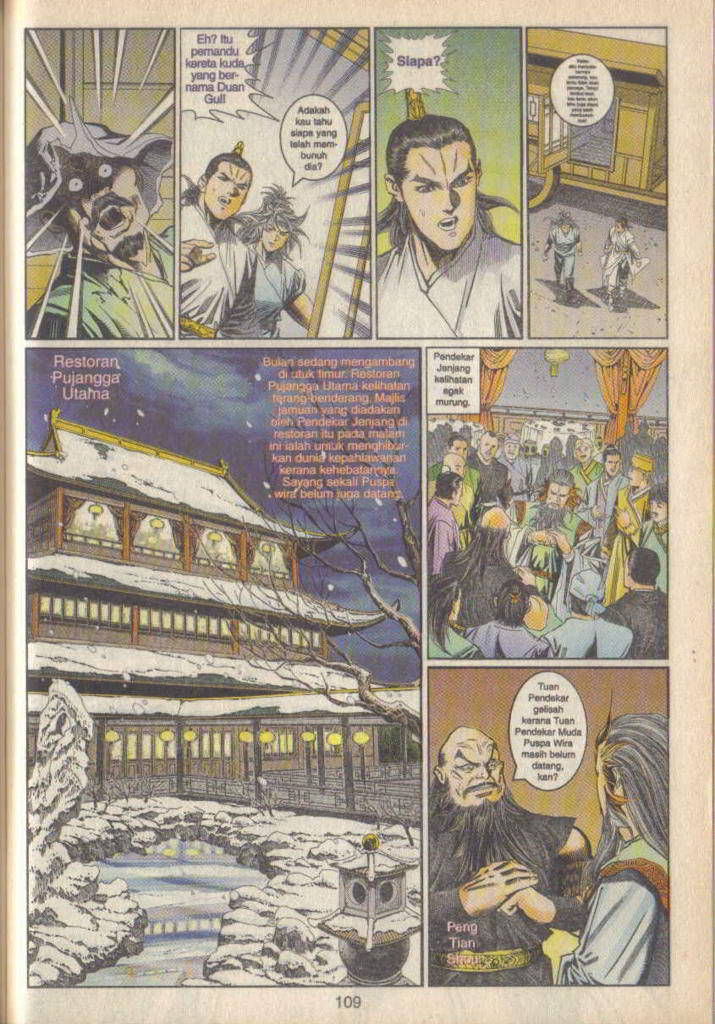 Eh? Itu
pemandu
kereta kuda
yang ber-
nama Duan
Gui!
Adakah
kau tahu
siapa yang
telah mem-
bunuh
dia?
Siapa?
Restoran
Pujangga
Utama
Bulan sedang mengambang
di ufuk timur. Restoran
Pujangga Utama kelihatan
terang-benderang. Majlis
jamuan yang diadakan
oleh Pendekar Jenjang di
restoran itu pada malam
ini ialah untuk menghibur-
kan dunia kepahlawanan
kerana kehebatannya.
Sayang sekali Puspa
wira belum juga datang.
Pendekar
Jenjang
kelihatan
agak
murung.
Tuan
Pendekar
gelisah
kerana Tuan
Pendekar Muda
Puspa Wira
masih belum
datang,
kan?
Peng
Tian
109